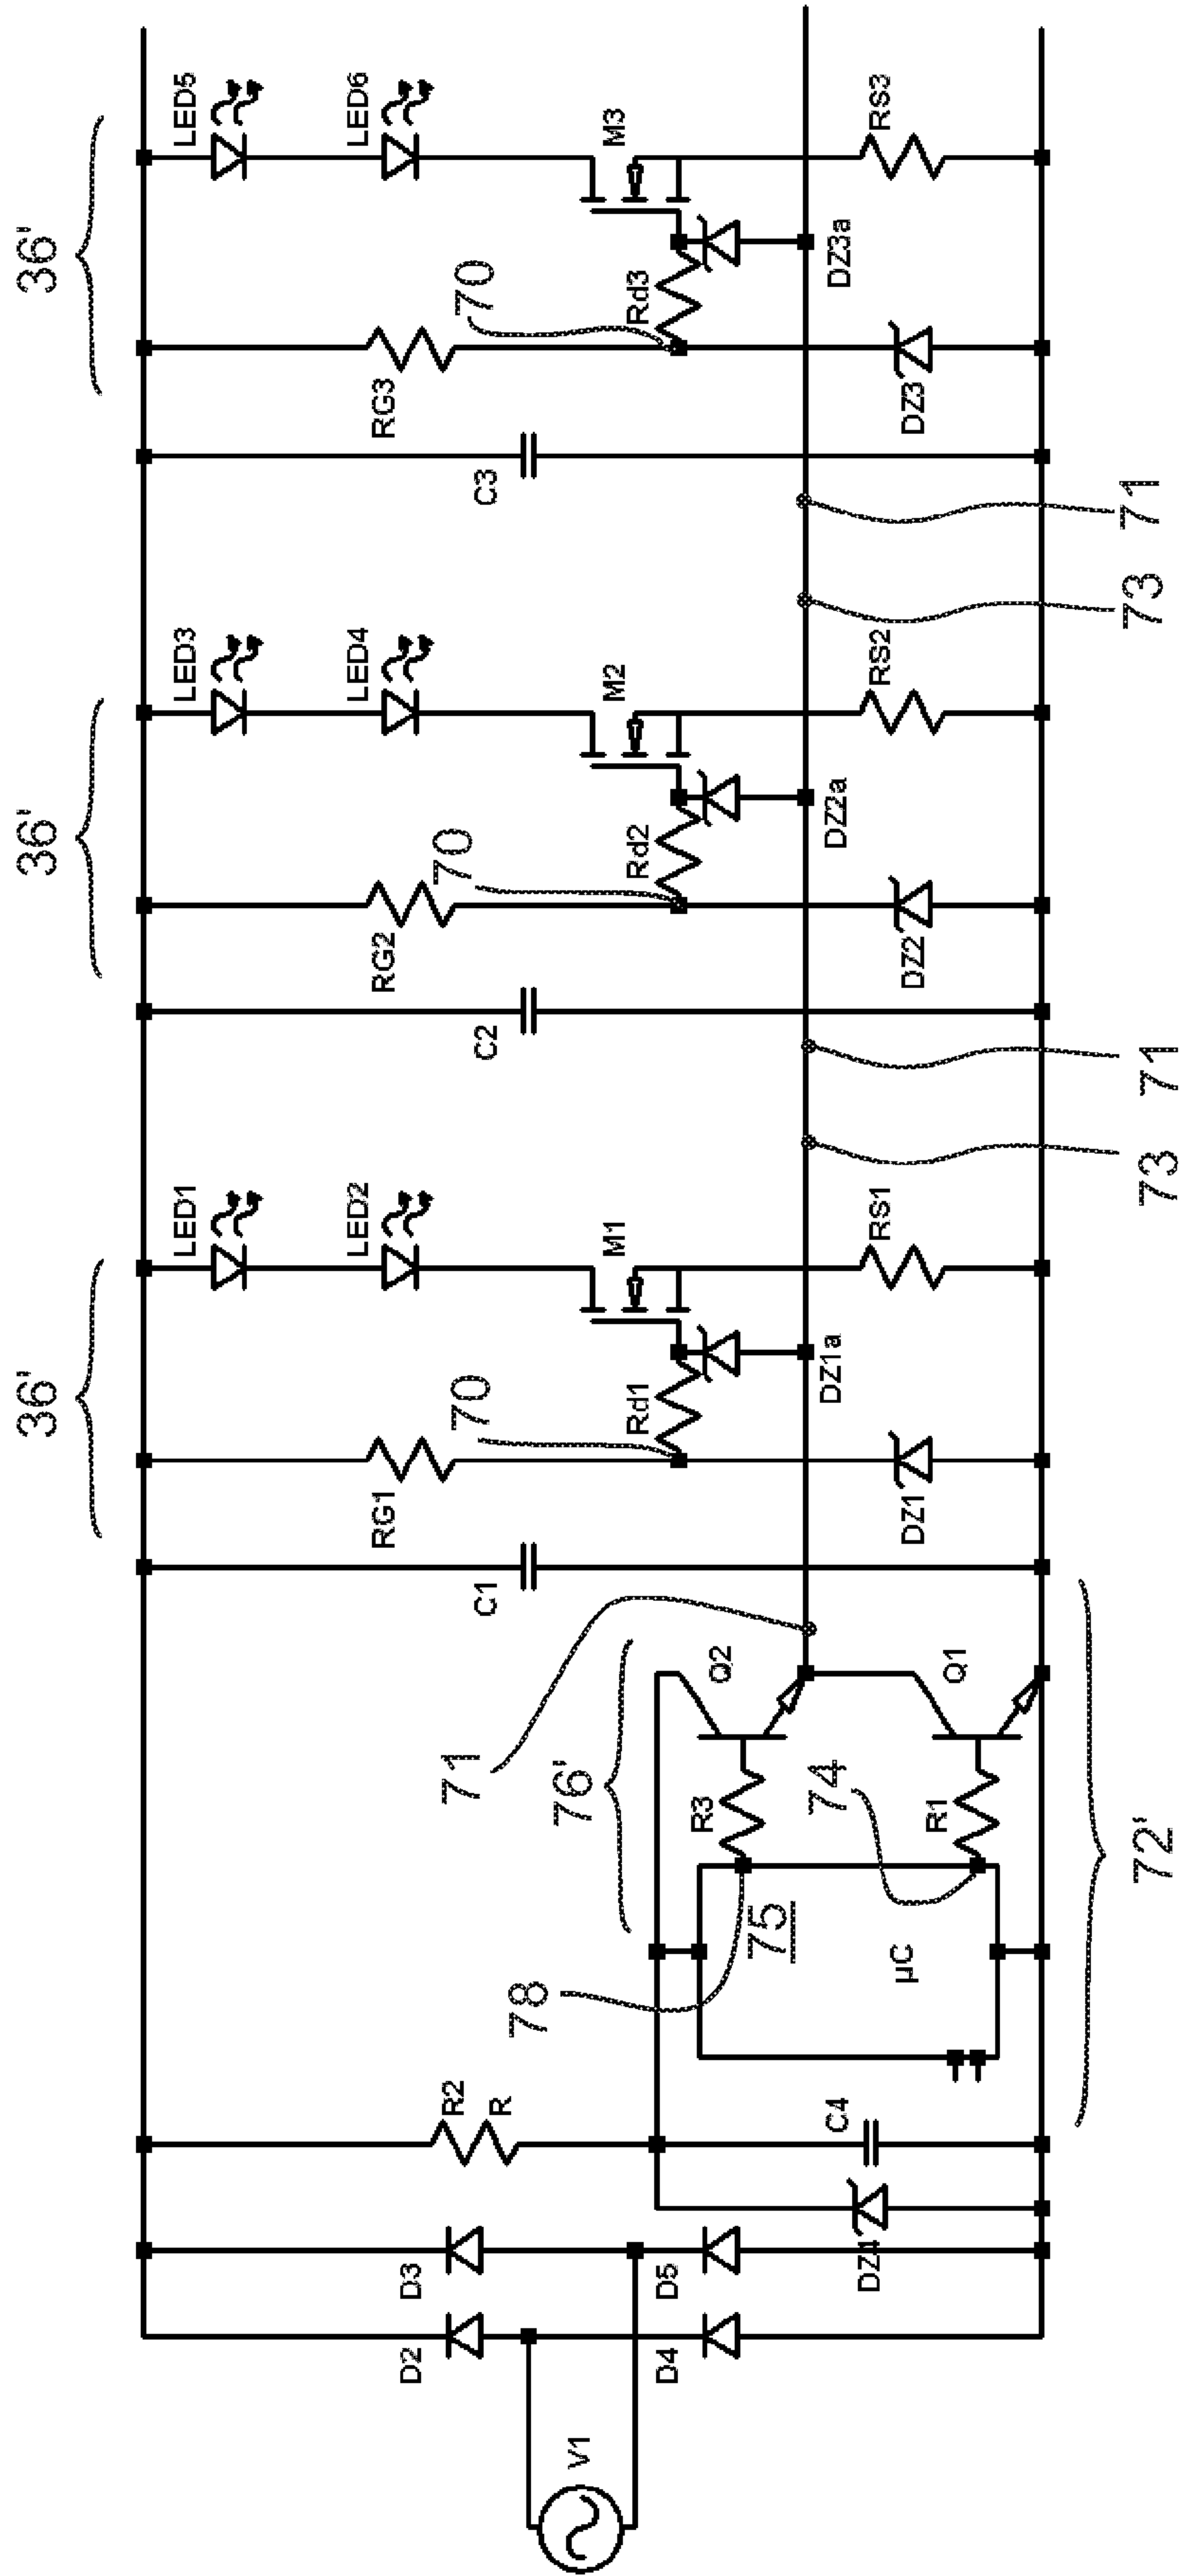 36'
36'
36'
LED5
LED6
M3
RS3
DZ3a
Rd3
70
RG3
DZ3
C3
71
73
LED3
LED4
M2
RS2
DZ2a
Rd2
70
RG2
DZ2
C2
71
73
LED1
LED2
M1
RS1
DZ1a
Rd1
70
RG1
DZ1
C1
71
Q2
Q1
76'
R3
74
R1
75
78
µC
72'
R2
R
C4
DZ4
D3
D5
D2
D4
V1